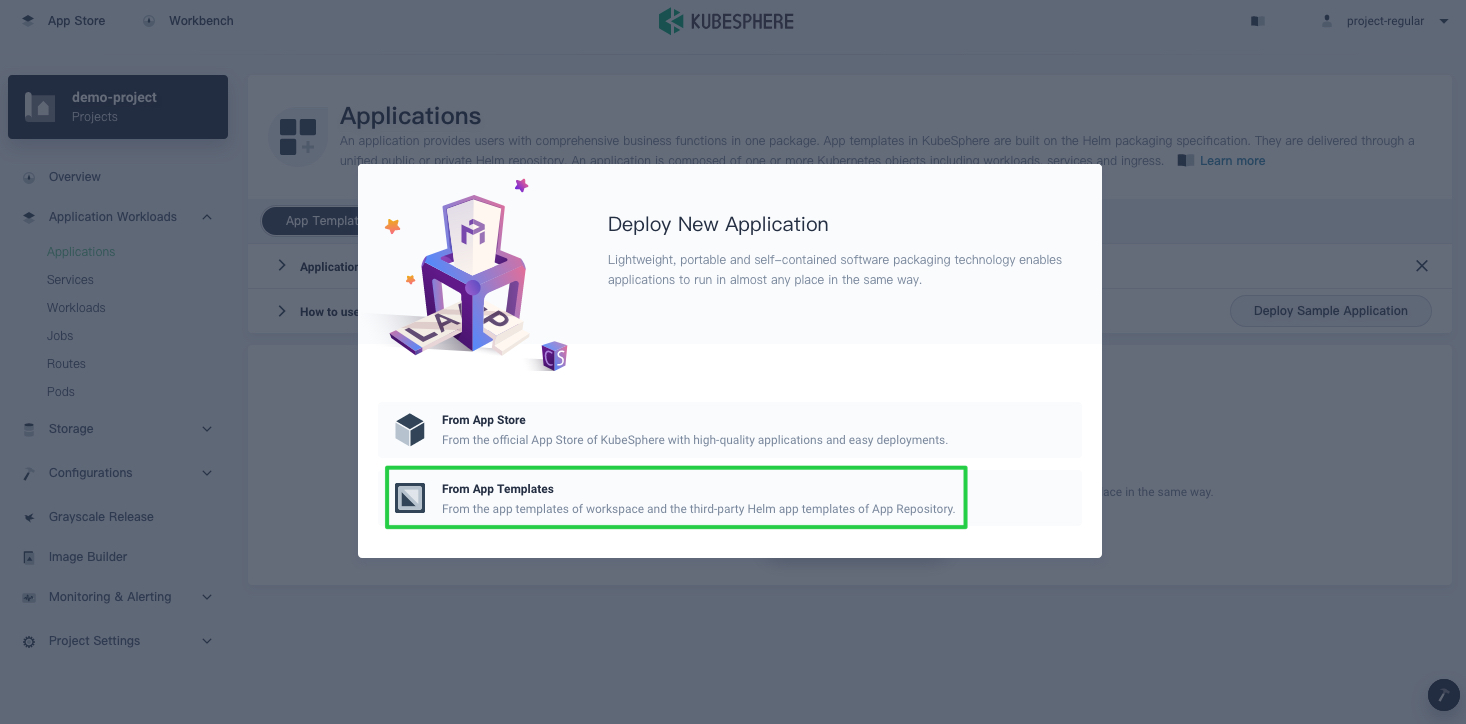 App Store
Workbench
KUBESPHERE
project-regular
demo-project
Projects
Overview
Application Workloads
Applications
Services
Workloads
Jobs
Routes
Pods
Storage
Configurations
Grayscale Release
Image Builder
Monitoring & Alerting
Project Settings
Applications
An application provides users with comprehensive business functions in one package. App templates in KubeSphere are built on the Helm packaging specification. They are delivered through a
unified public or private Helm repository. An application is composed of one or more Kubernetes objects including workloads, services and ingress.
Learn more
App Templat
Application
How to use
Deploy Sample Application
Deploy New Application
Lightweight, portable and self-contained software packaging technology enables
applications to run in almost any place in the same way.
CS
From App Store
From the official App Store of KubeSphere with high-quality applications and easy deployments.
From App Templates
From the app templates of workspace and the third-party Helm app templates of App Repository.
ace in the same way.